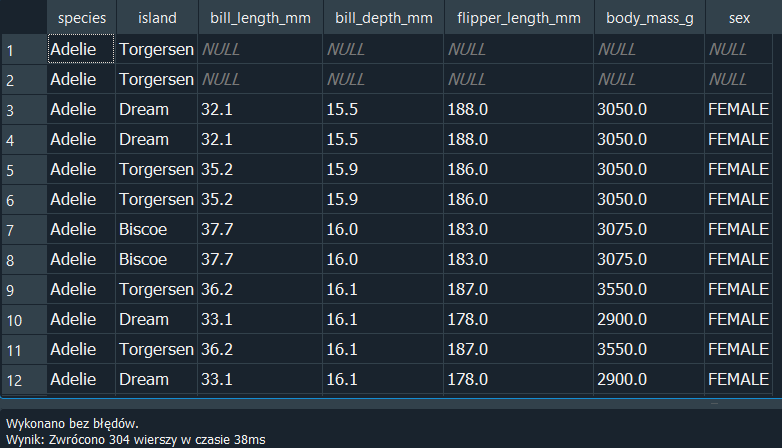 species island bill_length_mm bill_depth_mm flipper_length_mm body_mass_g sex
1 Adelie Torgersen NULL NULL NULL NULL NULL
2 Adelie Torgersen NULL NULL NULL NULL NULL
3 Adelie Dream 32.1 15.5 188.0 3050.0 FEMALE
4 Adelie Dream 32.1 15.5 188.0 3050.0 FEMALE
5 Adelie Torgersen 35.2 15.9 186.0 3050.0 FEMALE
6 Adelie Torgersen 35.2 15.9 186.0 3050.0 FEMALE
7 Adelie Biscoe 37.7 16.0 183.0 3075.0 FEMALE
8 Adelie Biscoe 37.7 16.0 183.0 3075.0 FEMALE
9 Adelie Torgersen 36.2 16.1 187.0 3550.0 FEMALE
10 Adelie Dream 33.1 16.1 178.0 2900.0 FEMALE
11 Adelie Torgersen 36.2 16.1 187.0 3550.0 FEMALE
12 Adelie Dream 33.1 16.1 178.0 2900.0 FEMALE
Wykonano bez błędów.
Wynik: Zwrócono 304 wierszy w czasie 38ms